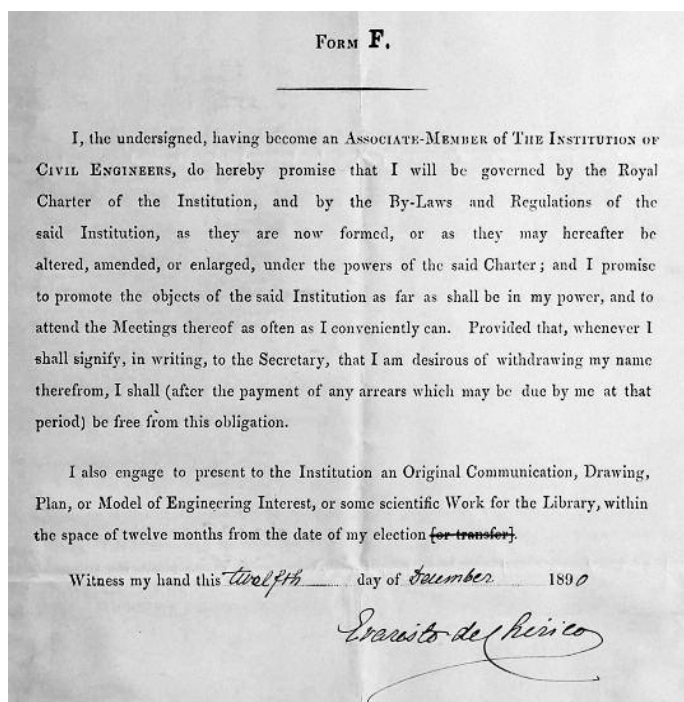 FORM F.
I, the undersigned, having become an ASSOCIATE-MEMBER of THE INSTITUTION OF
CIVIL ENGINEERS, do hereby promise that I will be governed by the Royal
Charter of the Institution, and by the By-Laws and Regulations of the
said Institution, as they are now formed, or as they may hereafter be
altered, amended, or enlarged, under the powers of the said Charter; and I promise
to promote the objects of the said Institution as far as shall be in my power, and to
attend the Meetings thereof as often as I conveniently can. Provided that, whenever I
shall signify, in writing, to the Secretary, that I am desirous of withdrawing my name
therefrom, I shall (after the payment of any arrears which may be due by me at that
period) be free from this obligation.
I also engage to present to the Institution an Original Communication, Drawing,
Plan, or Model of Engineering Interest, or some scientific Work for the Library, within
the space of twelve months from the date of my election [or transfer].
Witness my hand this twelfth day of December 1890
Evaristo de Chirico